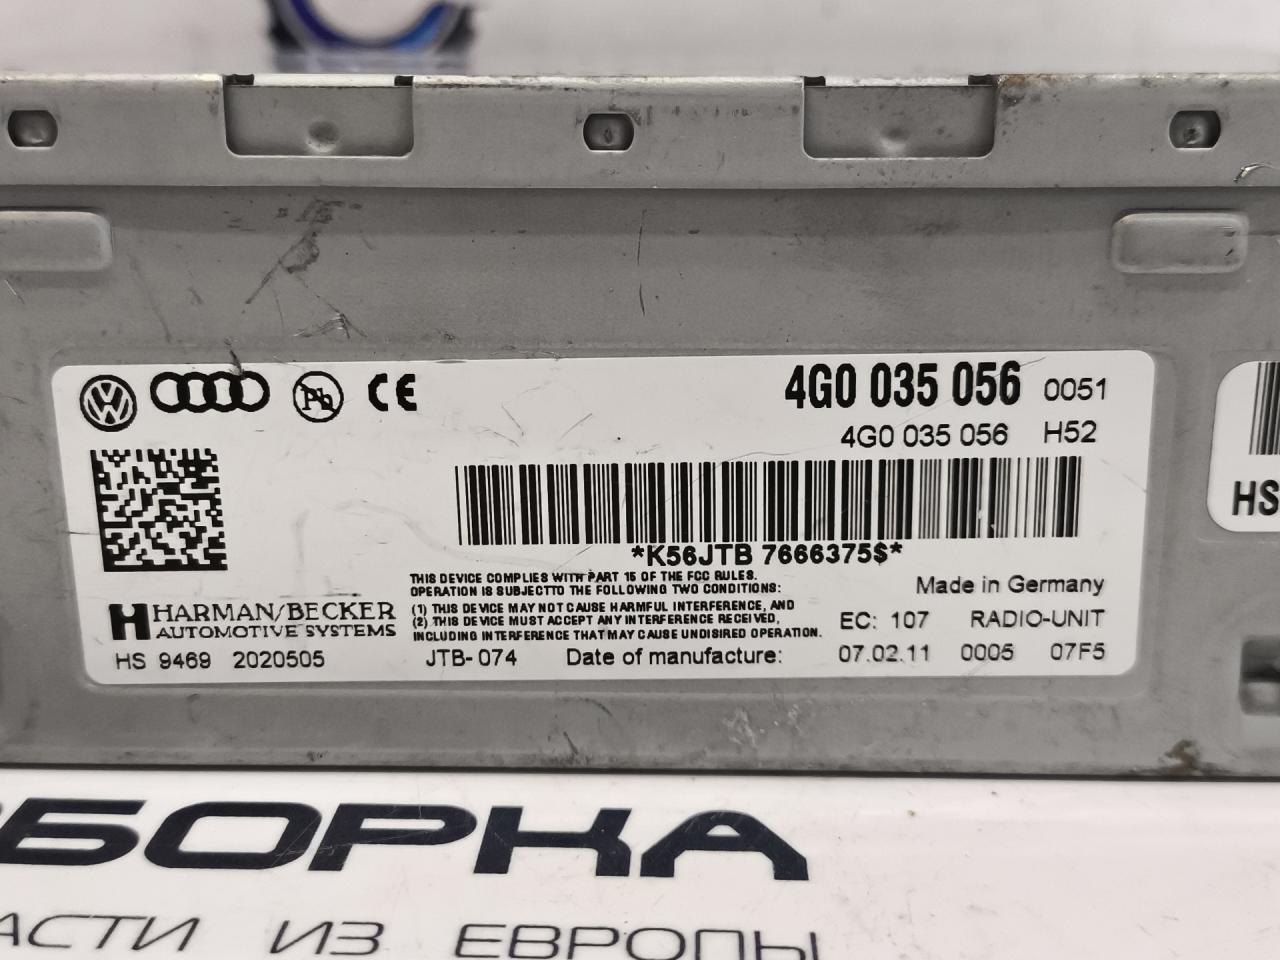 4G0 035 056 0051
4G0 035 056 H52
*K56JTB 7666375$*
THIS DEVICE COMPLIES WITH PART 15 OF THE FCC RULES.
OPERATION IS SUBJECTTO THE FOLLOWING TWO CONDITIONS:
(1) THIS DEVICE MAY NOT CAUSE HARMFUL INTERFERENCE, AND
(2) THIS DEVICE MUST ACCEPT ANY INTERFERENCE RECEIVED,
INCLUDING INTERFERENCE THAT MAY CAUSE UNDISIRED OPERATION.
Made in Germany
HARMAN/BECKER
AUTOMOTIVE SYSTEMS
EC: 107 RADIO-UNIT
HS 9469 2020505 JTB-074 Date of manufacture: 07.02.11 0005 07F5
HS
ЗБОРКА
АСТИ ИЗ ЕВРОПЫ